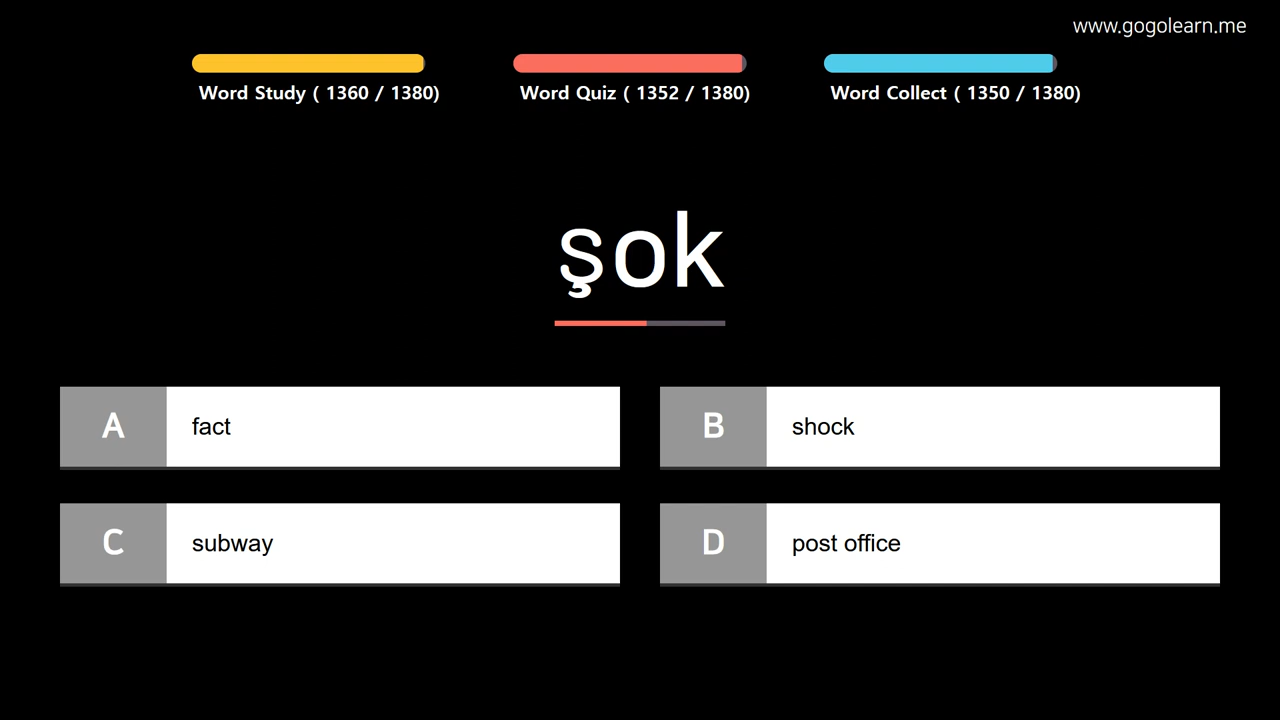 www.gogolearn.me
Word Study ( 1360 / 1380)
Word Quiz ( 1352 / 1380)
Word Collect ( 1350 / 1380)
şok
A fact
B shock
C subway
D post office